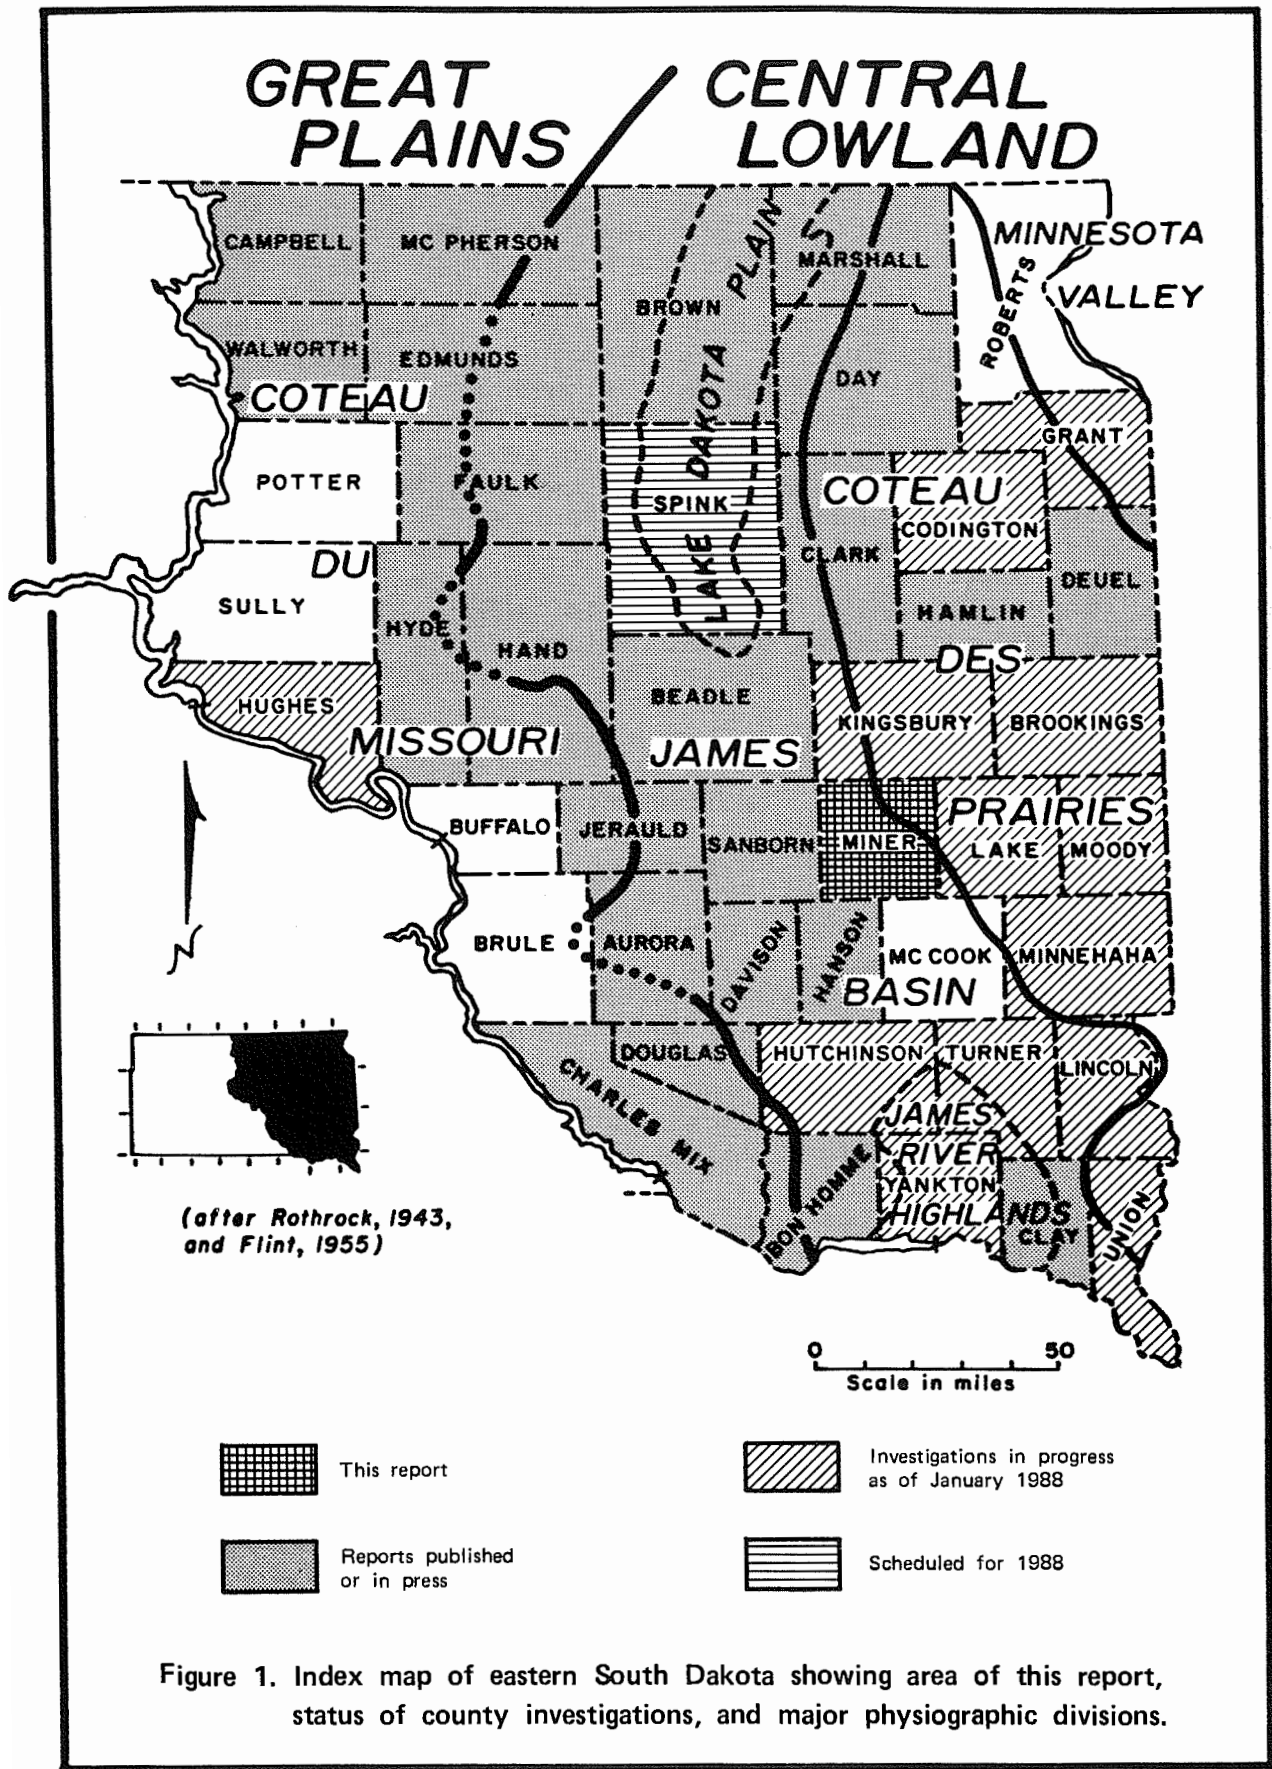 GREAT
PLAINS
CENTRAL
LOWLAND
CAMPBELL
MC PHERSON
BROWN
LAKE DAKOTA PLAIN
S
MARSHALL
ROBERTS
MINNESOTA
VALLEY
WALWORTH
EDMUNDS
DAY
COTEAU
GRANT
POTTER
FAULK
SPINK
COTEAU
CODINGTON
CLARK
DU
SULLY
HYDE
HAND
HAMLIN
DEUEL
DES
HUGHES
BEADLE
KINGSBURY
BROOKINGS
MISSOURI
JAMES
PRAIRIES
BUFFALO
JERAULD
SANBORN
MINER
LAKE
MOODY
BRULE
AURORA
DAVISON
HANSON
MC COOK
MINNEHAHA
BASIN
DOUGLAS
HUTCHINSON
TURNER
LINCOLN
CHARLES MIX
JAMES
RIVER
YANKTON
HIGHLANDS
BON HOMME
CLAY
UNION
N
(after Rothrock, 1943,
and Flint, 1955)
0 50
Scale in miles
This report
Investigations in progress
as of January 1988
Reports published
or in press
Scheduled for 1988
Figure 1. Index map of eastern South Dakota showing area of this report,
status of county investigations, and major physiographic divisions.